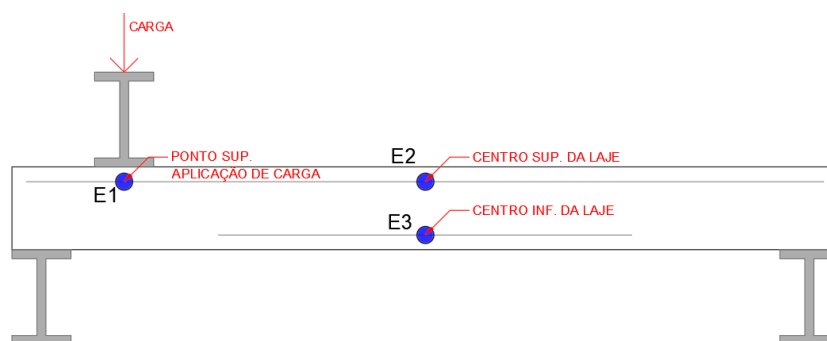 CARGA
PONTO SUP.
APLICAÇÃO DE CARGA
E1
E2
CENTRO SUP. DA LAJE
E3
CENTRO INF. DA LAJE